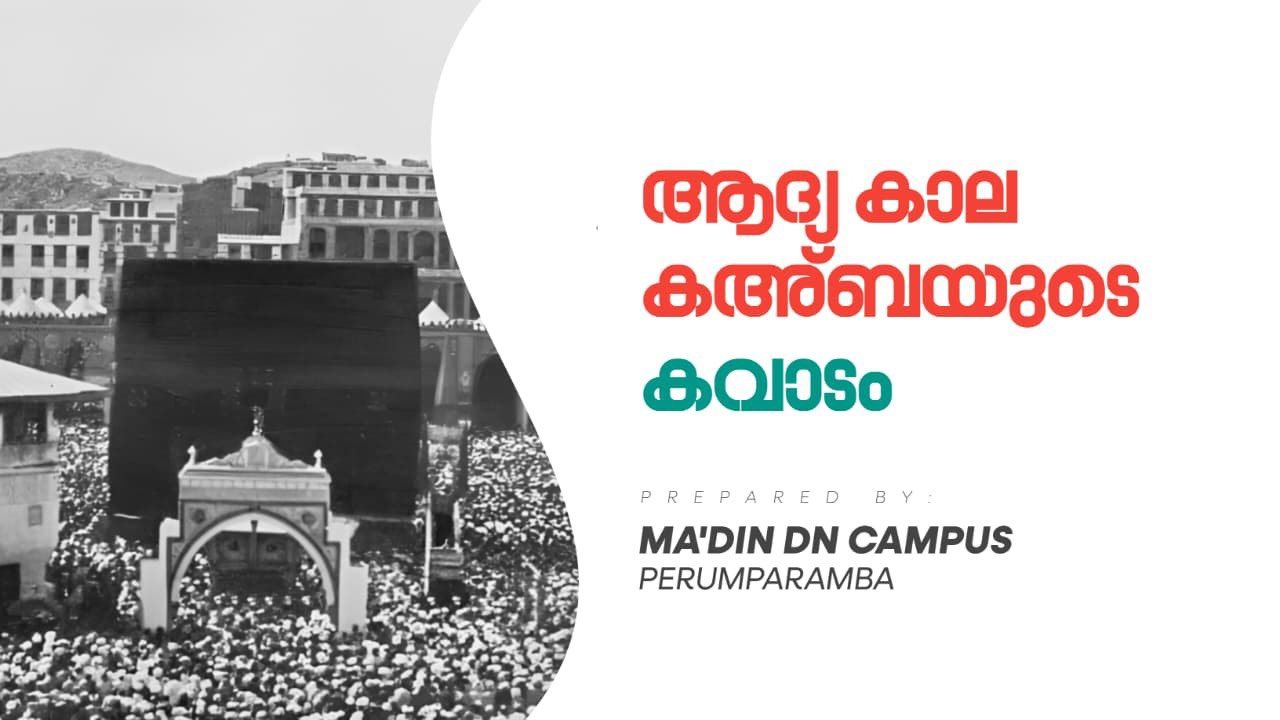 ആദ്യ കാല
കഅ്ബയുടെ
കവാടം
PREPARED BY:
MA'DIN DN CAMPUS
PERUMPARAMBA